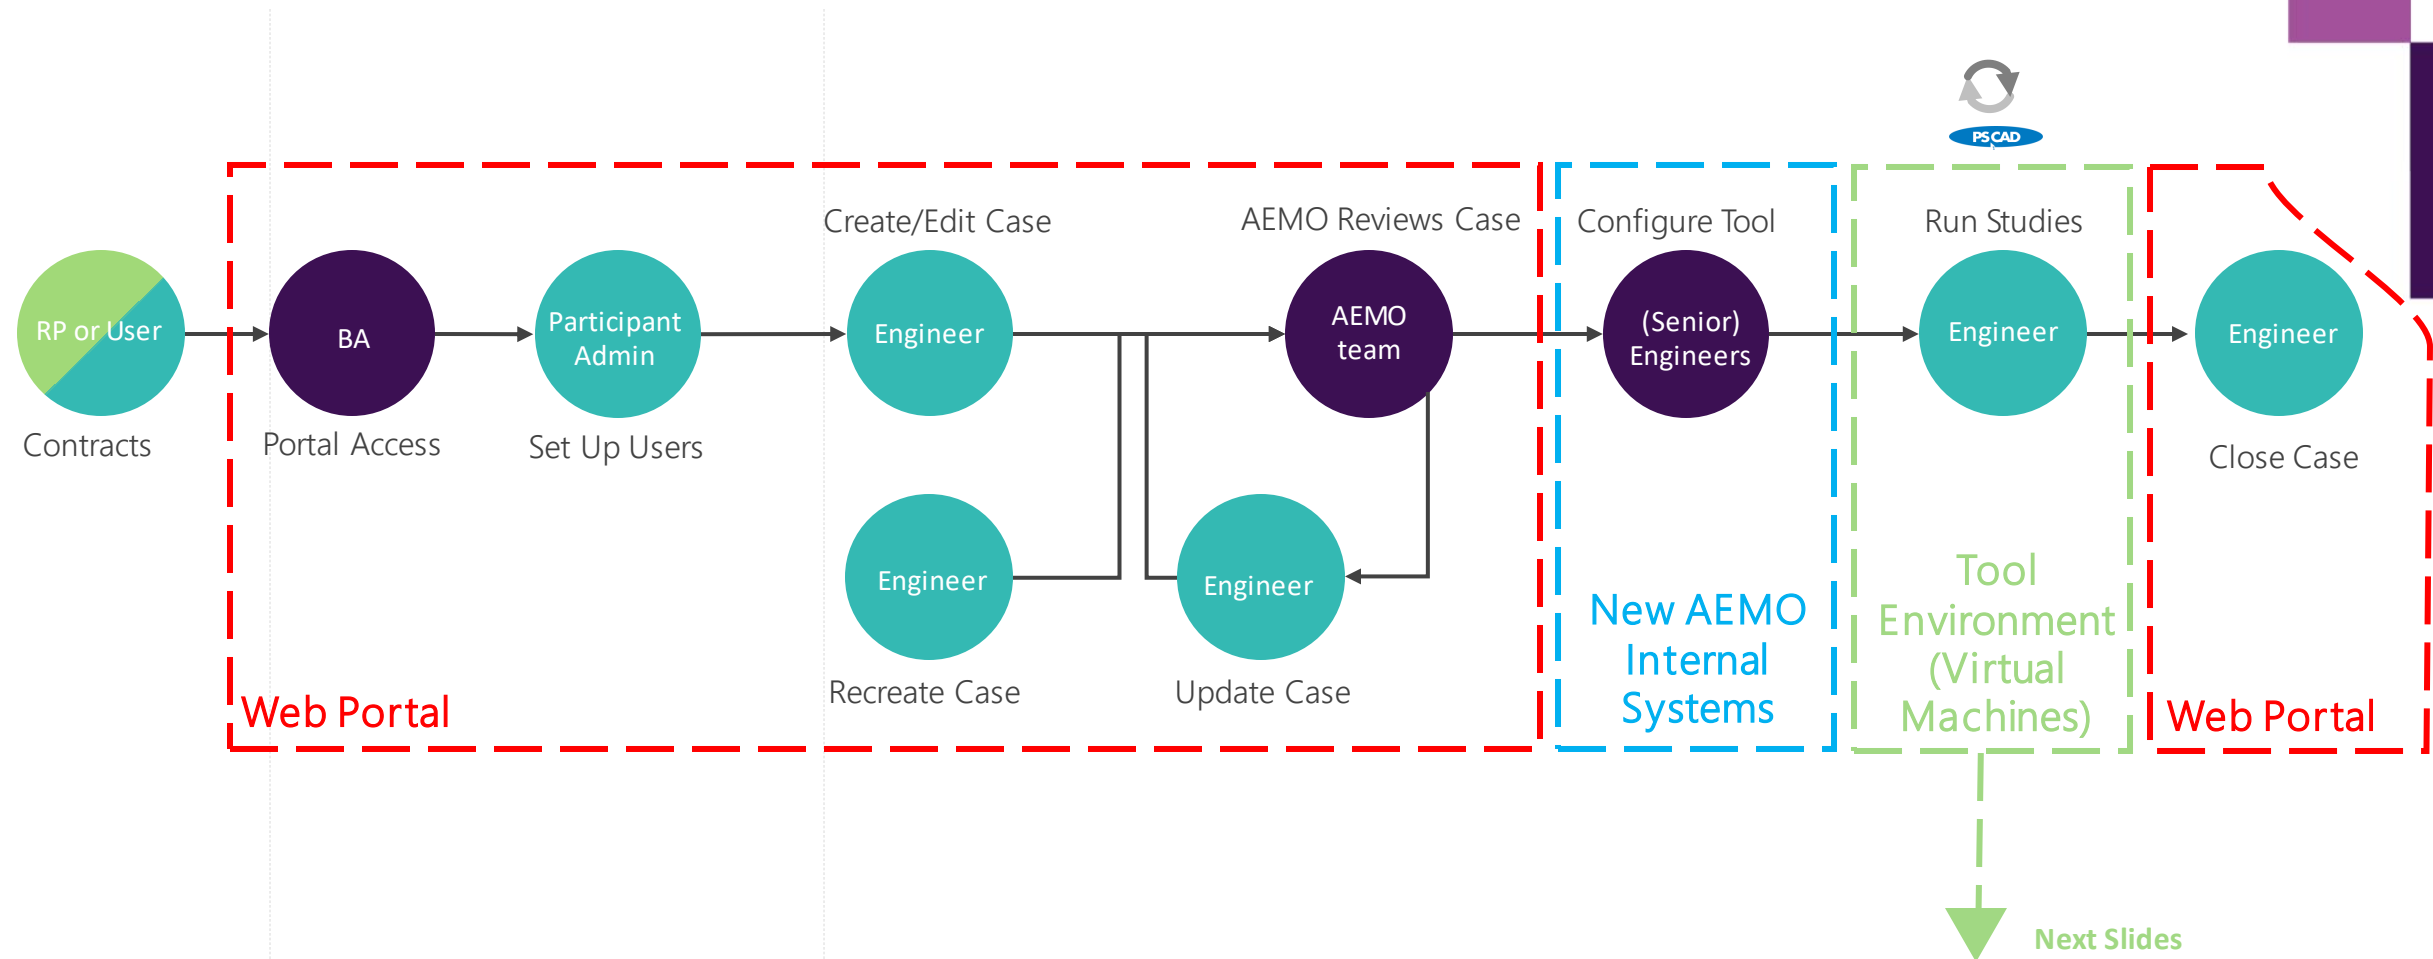 PSCAD
Create/Edit Case
AEMO Reviews Case
Configure Tool
Run Studies
RP or User
BA
Participant
Admin
Engineer
AEMO
team
(Senior)
Engineers
Engineer
Engineer
Contracts
Portal Access
Set Up Users
Close Case
Engineer
Engineer
Recreate Case
Update Case
Web Portal
New AEMO
Internal
Systems
Tool
Environment
(Virtual
Machines)
Web Portal
Next Slides